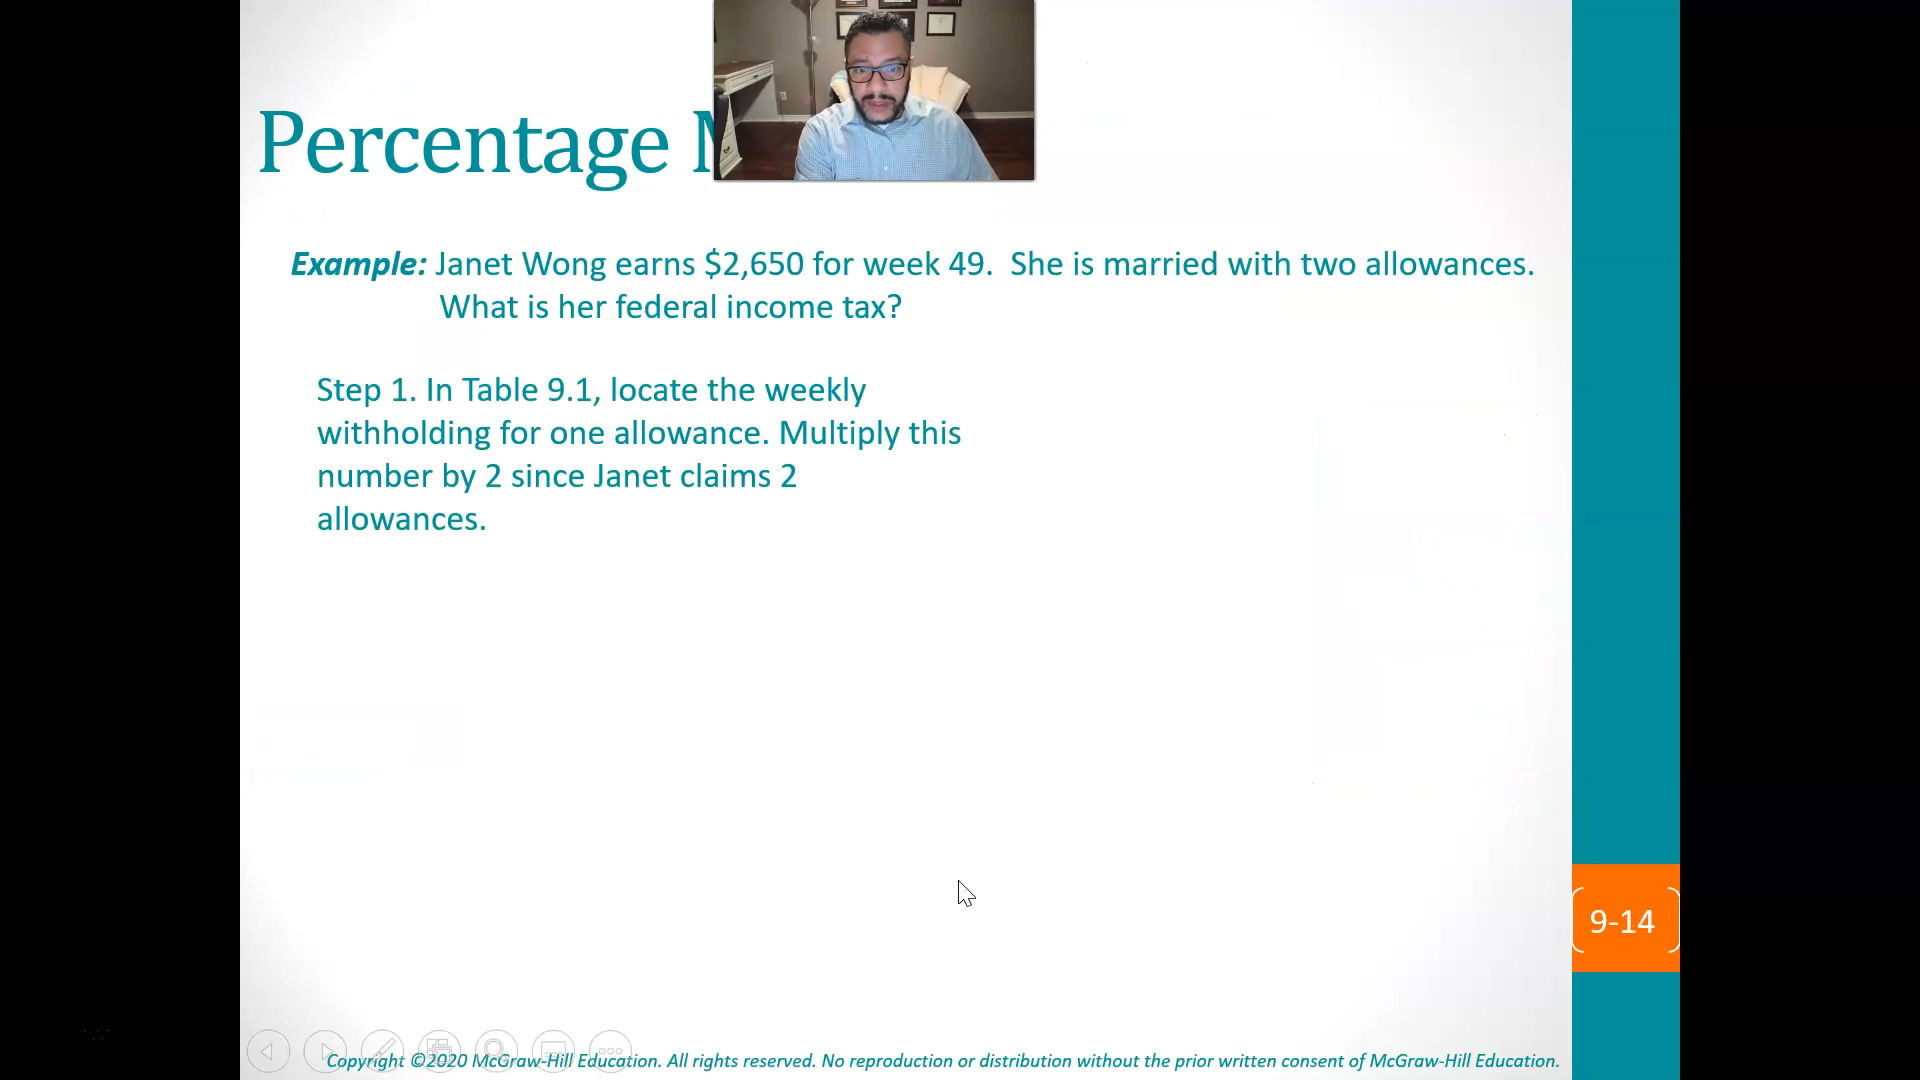 Percentage
Example: Janet Wong earns $2,650 for week 49. She is married with two allowances.
What is her federal income tax?
Step 1. In Table 9.1, locate the weekly
withholding for one allowance. Multiply this
number by 2 since Janet claims 2
allowances.
9-14
Copyright ©2020 McGraw-Hill Education. All rights reserved. No reproduction or distribution without the prior written consent of McGraw-Hill Education.